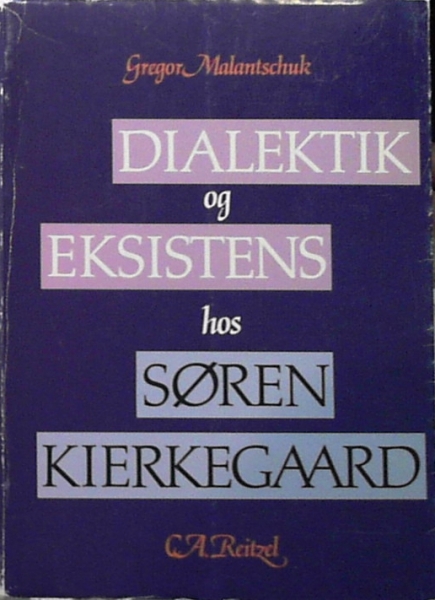 Gregor Malantschuk
DIALEKTIK
og
EKSISTENS
hos
SØREN
KIERKEGAARD
C.A. Reitzel